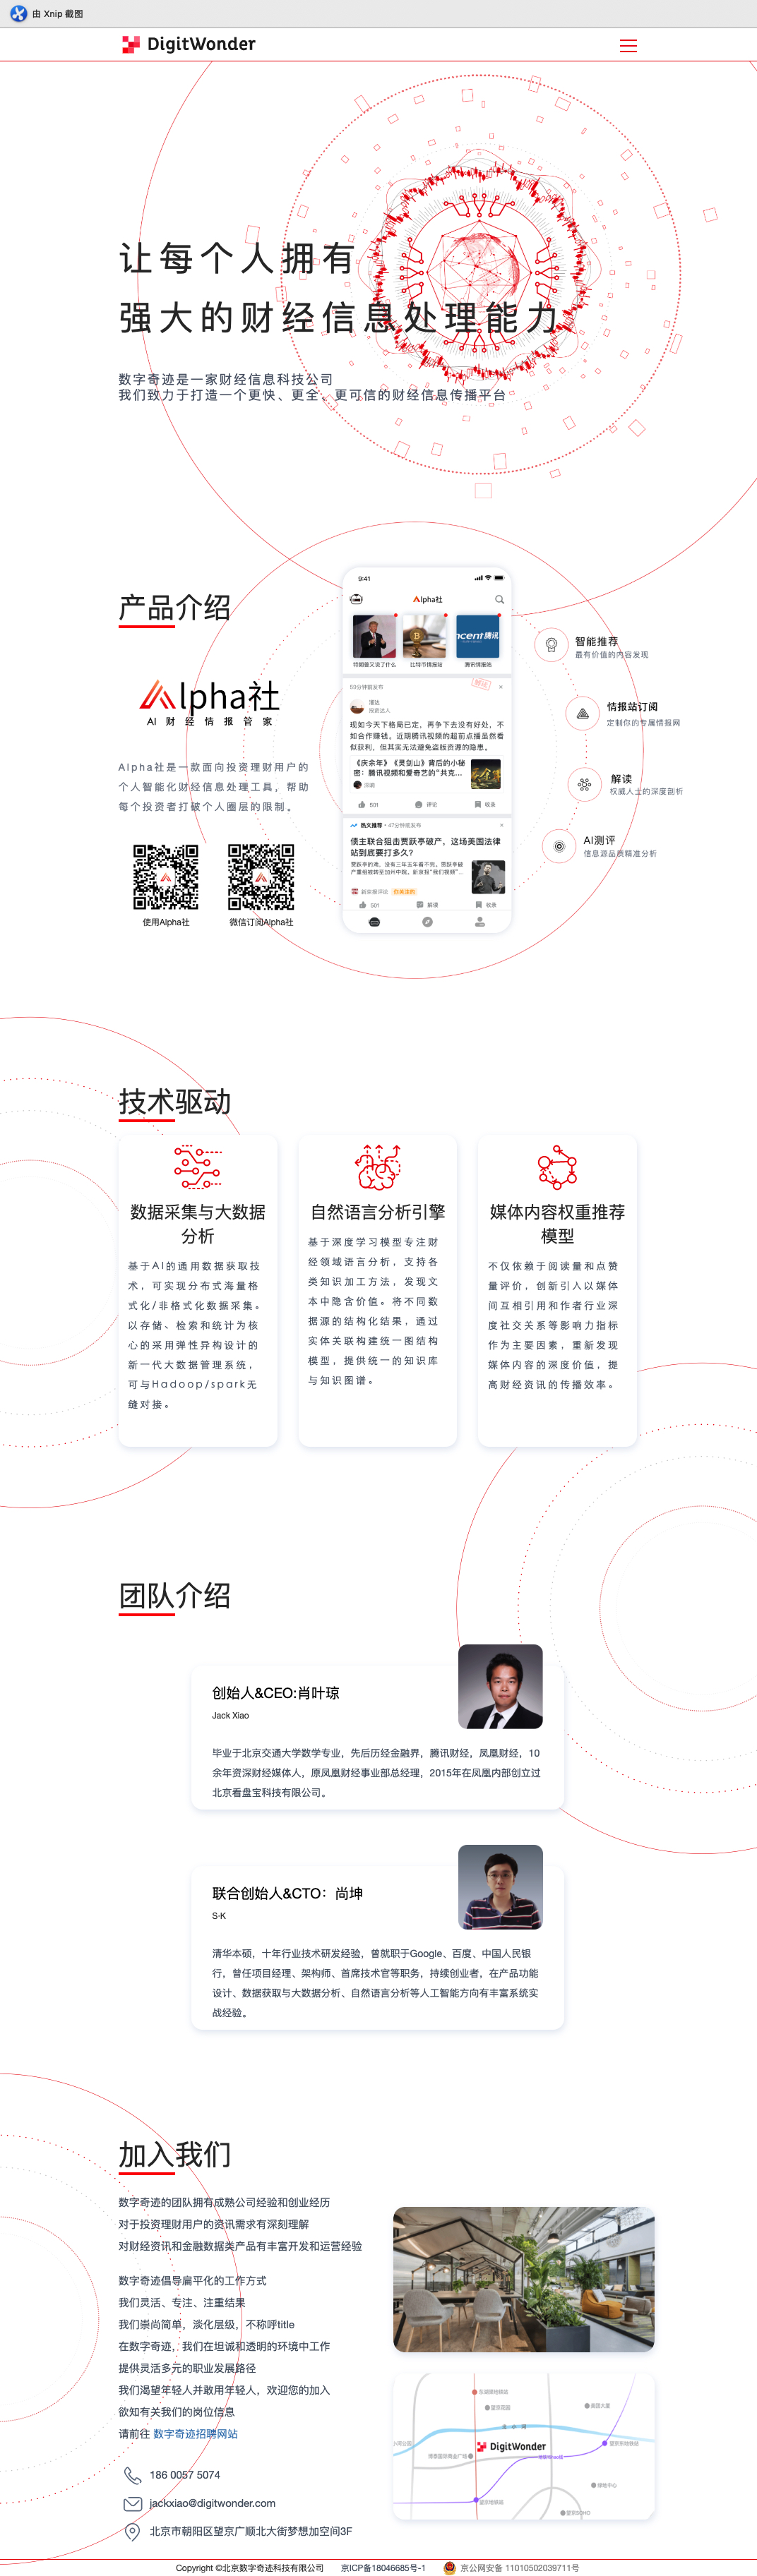 由 Xnip 截图
DigitWonder
让每个人拥有
强大的财经信息处理能力
数字奇迹是一家财经信息科技公司
我们致力于打造一个更快、更全、更可信的财经信息传播平台
产品介绍
lpha社
AI 财 经 情 报 管 家
Alpha社是一款面向投资理财用户的
个人智能化财经信息处理工具，帮助
每个投资者打破个人圈层的限制。
使用Alpha社
微信订阅Alpha社
9:41
lpha社
特朗普又说了什么
比特币情报站
腾讯情报站
ncent腾讯
投资达人
现如今天下格局已定，再争下去没有好处，不
如合作赚钱。近期腾讯视频的超前点播虽然看
似获利，但其实无法避免盗版资源的隐患。
《庆余年》《灵剑山》背后的小秘
密：腾讯视频和爱奇艺的“共克...
501
评论
收录
热文推荐 • 47分钟前发布
债主联合狙击贾跃亭破产，这场美国法律
站到底要打多久？
501
解读
收录
智能推荐
最有价值的内容发现
情报站订阅
定制你的专属情报网
解读
权威人士的深度剖析
AI测评
信息源品质精准分析
技术驱动
数据采集与大数据
分析
基于AI的通用数据获取技
术，可实现分布式海量格
式化/非格式化数据采集。
以存储、检索和统计为核
心的采用弹性异构设计的
新一代大数据管理系统，
可与Hadoop/spark无
缝对接。
自然语言分析引擎
基于深度学习模型专注财
经领域语言分析，支持各
类知识加工方法，发现文
本中隐含价值。将不同数
据源的结构化结果，通过
实体关联构建统一图结构
模型，提供统一的知识库
与知识图谱。
媒体内容权重推荐
模型
不仅依赖于阅读量和点赞
量评价，创新引入以媒体
间互相引用和作者行业深
度社交关系等影响力指标
作为主要因素，重新发现
媒体内容的深度价值，提
高财经资讯的传播效率。
团队介绍
创始人&CEO:肖叶琼
Jack Xiao
毕业于北京交通大学数学专业，先后历经金融界，腾讯财经，凤凰财经，10
余年资深财经媒体人，原凤凰财经事业部总经理，2015年在凤凰内部创立过
北京看盘宝科技有限公司。
联合创始人&CTO：尚坤
S·K
清华本硕，十年行业技术研发经验，曾就职于Google、百度、中国人民银
行，曾任项目经理、架构师、首席技术官等职务，持续创业者，在产品功能
设计、数据获取与大数据分析、自然语言分析等人工智能方向有丰富系统实
战经验。
加入我们
数字奇迹的团队拥有成熟公司经验和创业经历
对于投资理财用户的资讯需求有深刻理解
对财经资讯和金融数据类产品有丰富开发和运营经验
数字奇迹倡导扁平化的工作方式
我们灵活、专注、注重结果
我们崇尚简单，淡化层级，不称呼title
在数字奇迹，我们在坦诚和透明的环境中工作
提供灵活多元的职业发展路径
我们渴望年轻人并敢用年轻人，欢迎您的加入
欲知有关我们的岗位信息
请前往 数字奇迹招聘网站
186 0057 5074
jackxiao@digitwonder.com
北京市朝阳区望京广顺北大街梦想加空间3F
东湖渠地铁站
望京花园
北 小 河
DigitWonder
Copyright ©北京数字奇迹科技有限公司
京ICP备18046685号-1
京公网安备 11010502039711号